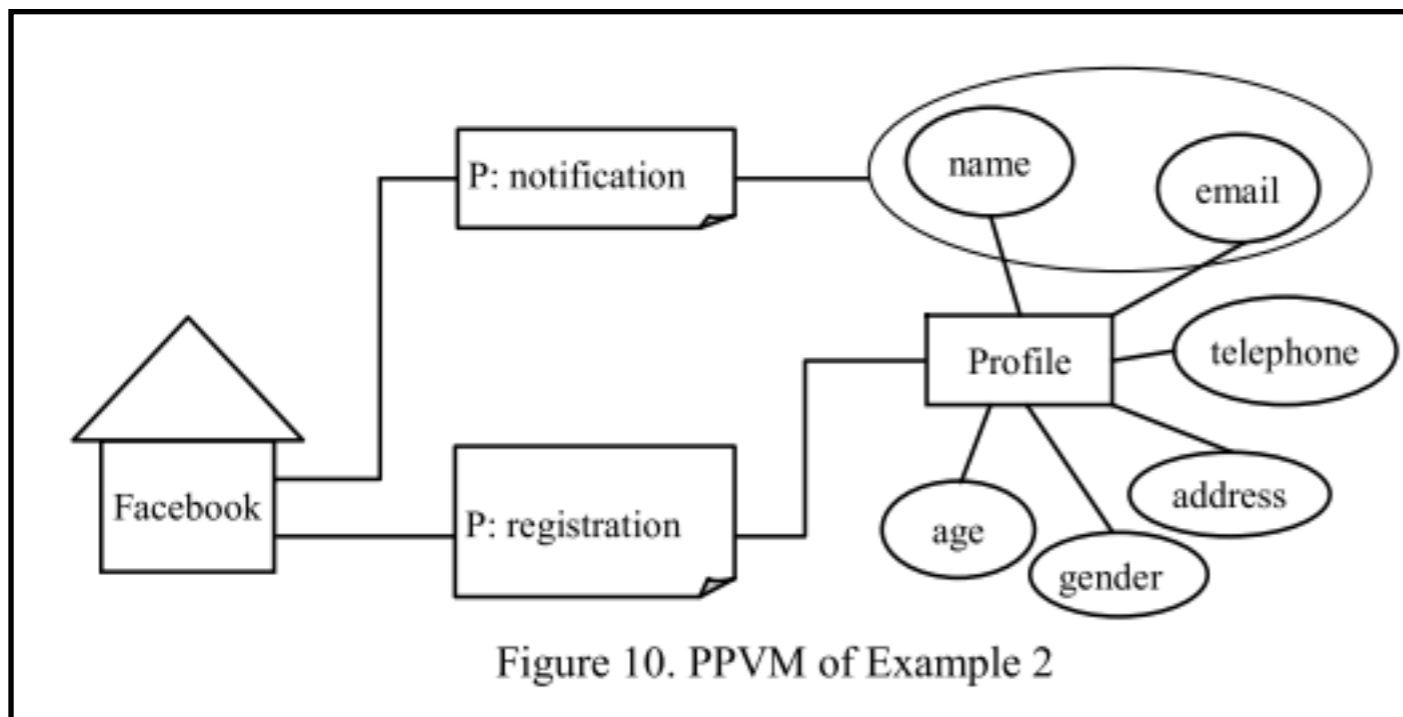 P: notification
name
email
Profile
telephone
Facebook
P: registration
age
gender
address
Figure 10. PPVM of Example 2